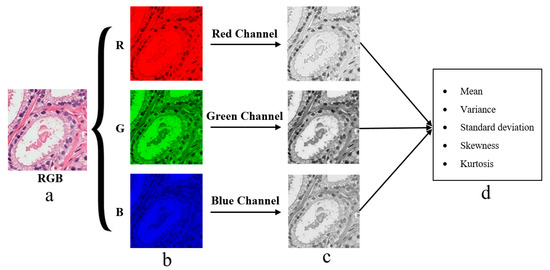 R
Red Channel
G
Green Channel
B
Blue Channel
RGB
a
b
c
• Mean
• Variance
• Standard deviation
• Skewness
• Kurtosis
d